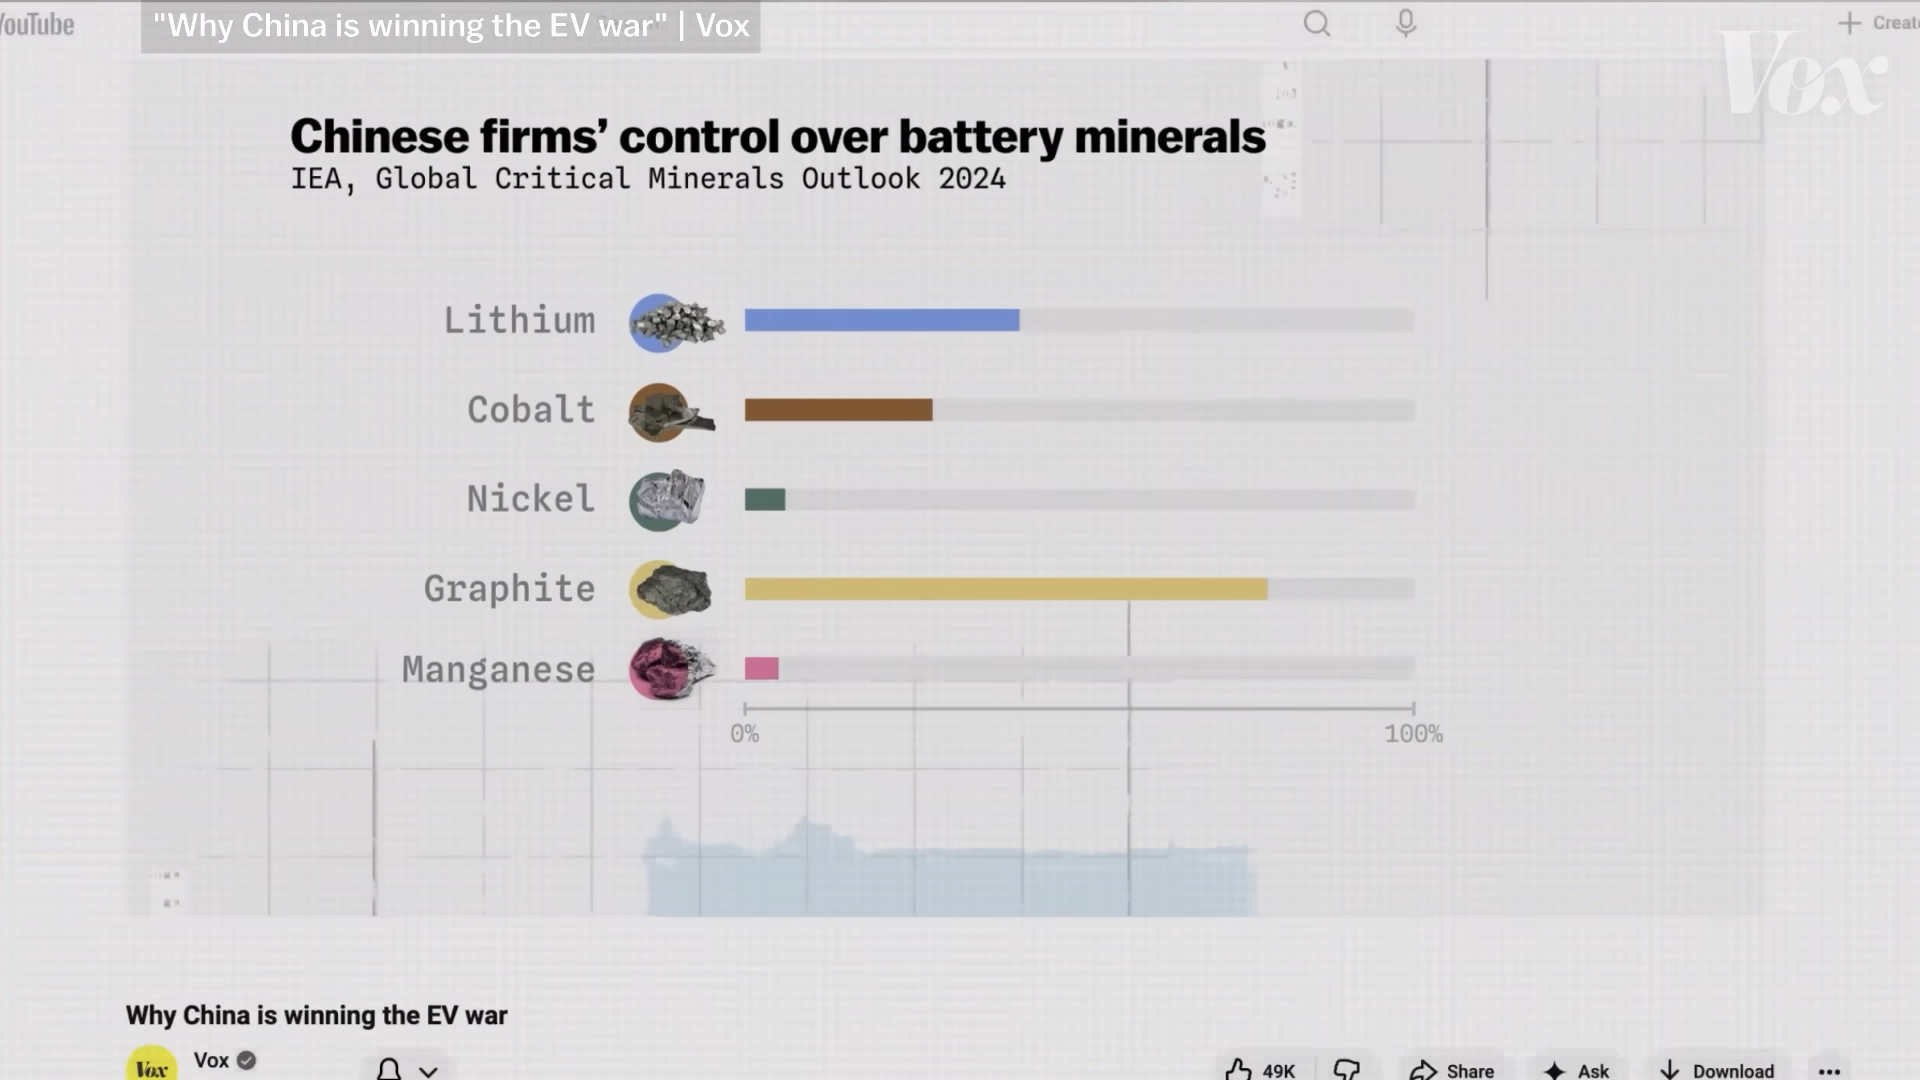 "Why China is winning the EV war" | Vox
Create
Vox
Chinese firms’ control over battery minerals
IEA, Global Critical Minerals Outlook 2024
Lithium
Cobalt
Nickel
Graphite
Manganese
0% 100%
Why China is winning the EV war
Vox
Vox
49K Share Ask Download